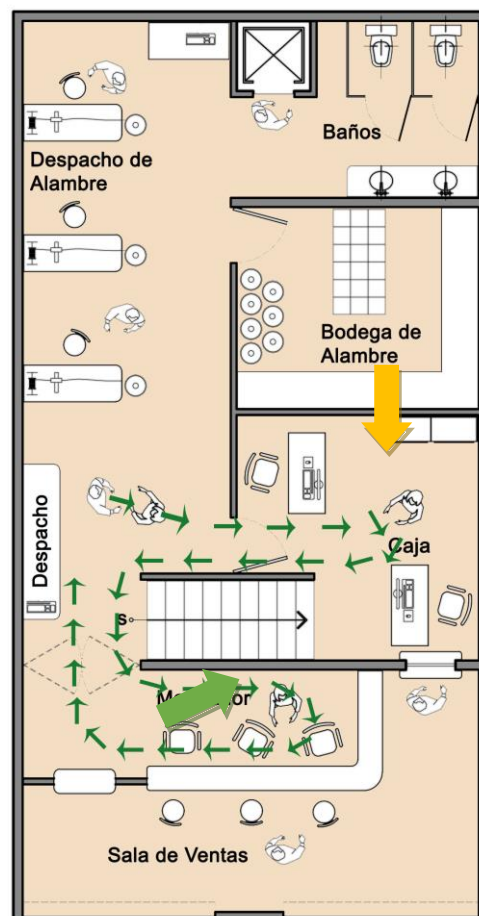 Baños
Despacho de
Alambre
Bodega de
Alambre
Despacho
Caja
S
Sala de Ventas